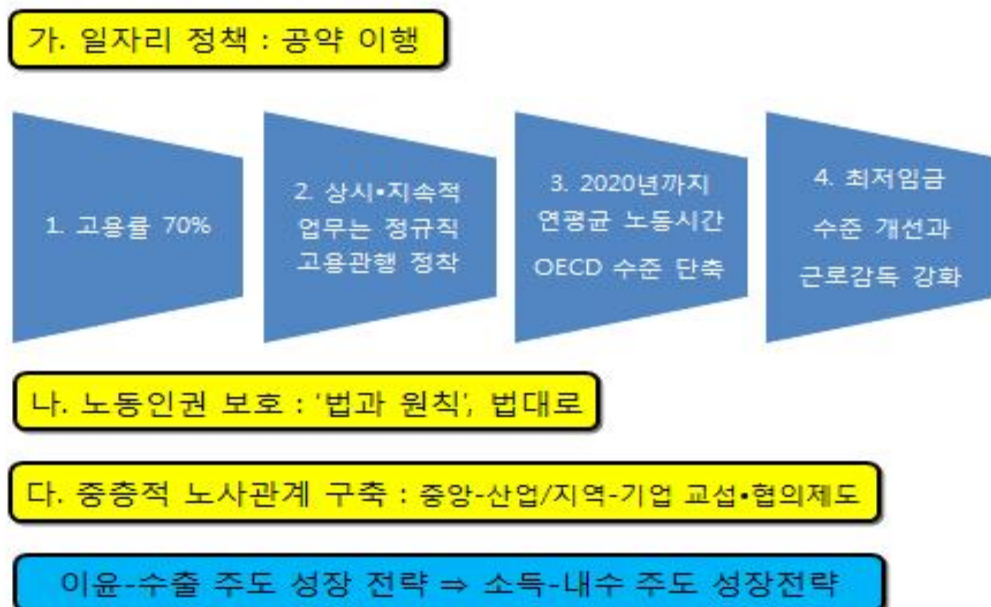 가. 일자리 정책 : 공약 이행
1. 고용률 70%
2. 상시•지속적
업무는 정규직
고용관행 정착
3. 2020년까지
연평균 노동시간
OECD 수준 단축
4. 최저임금
수준 개선과
근로감독 강화
나. 노동인권 보호 : ‘법과 원칙’, 법대로
다. 중층적 노사관계 구축 : 중앙-산업/지역-기업 교섭•협의제도
이윤-수출 주도 성장 전략 ⇒ 소득-내수 주도 성장전략